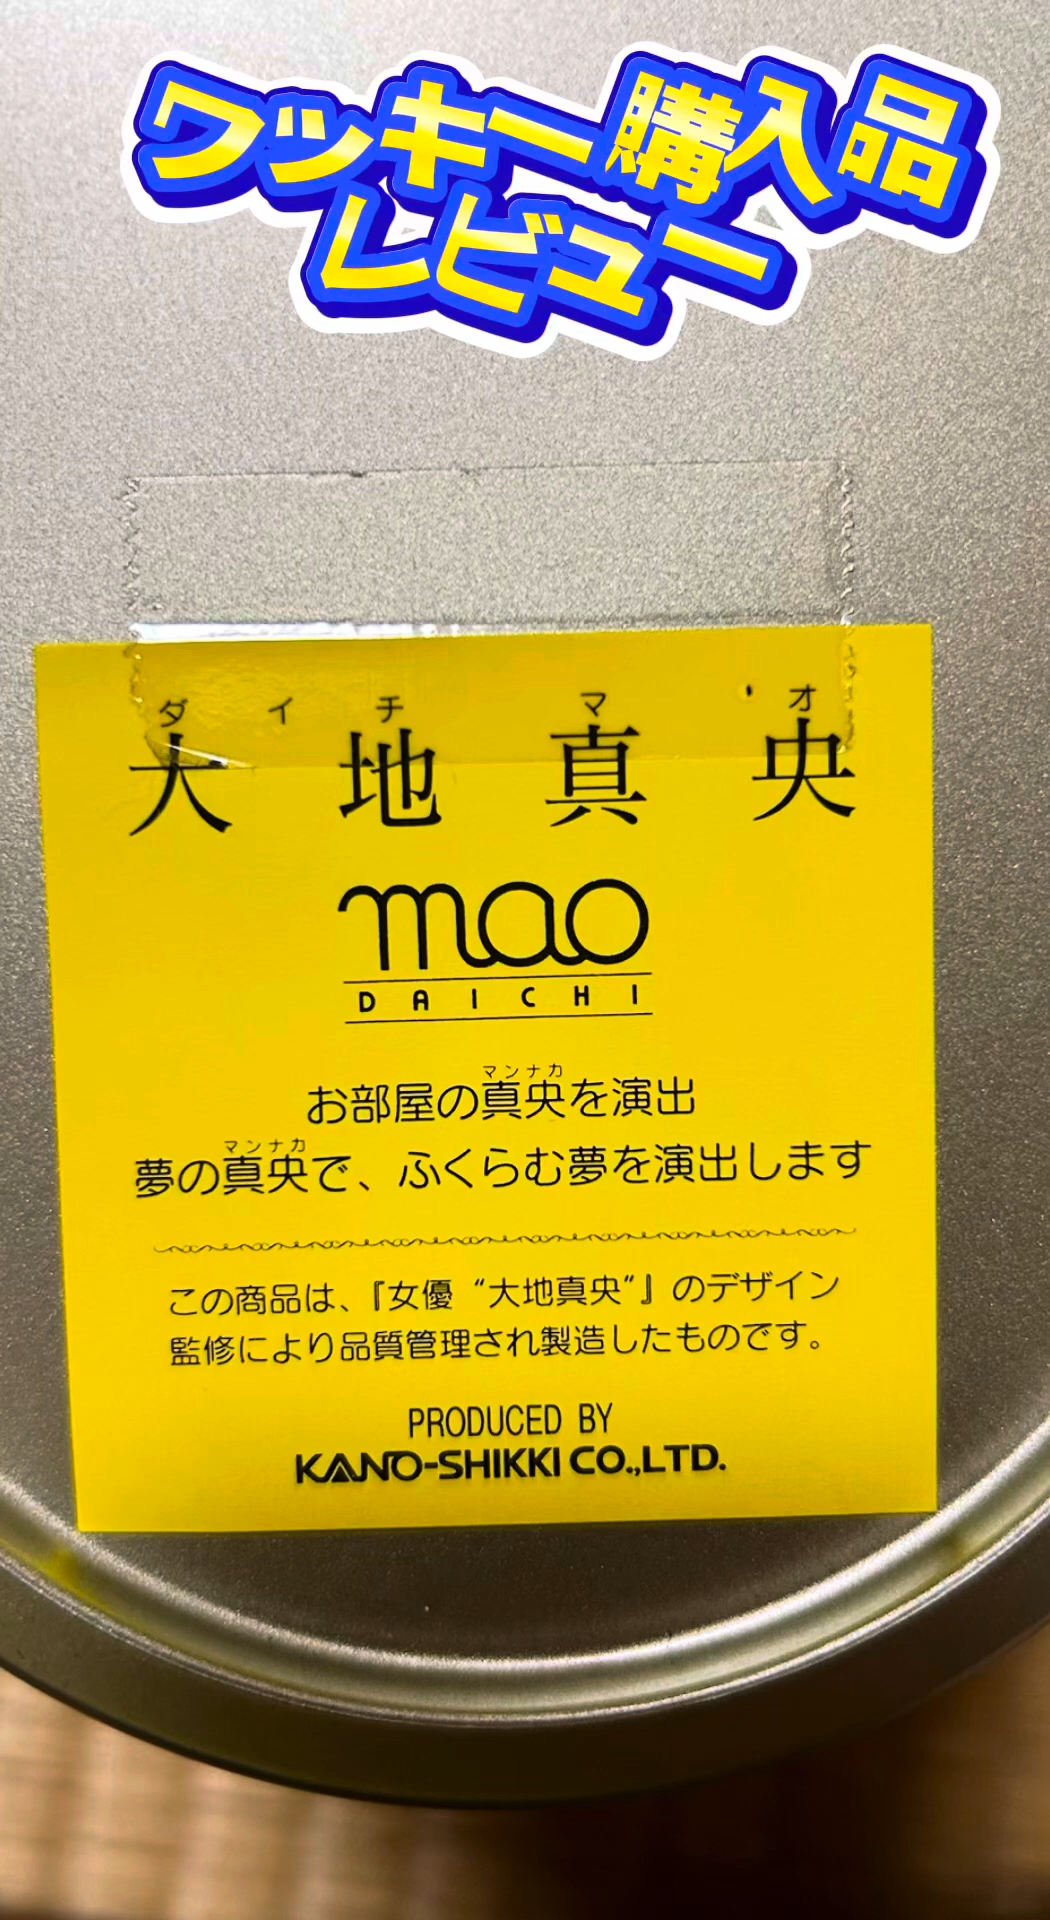 ワッキー購入品
レビュー
ダイチマオ
大地真央
mao
DAICHI
マンナカ
お部屋の真央を演出
マンナカ
夢の真央で、ふくらむ夢を演出します
この商品は、『女優“大地真央”』のデザイン
監修により品質管理され製造したものです。
PRODUCED BY
KANO-SHIKKI CO.,LTD.